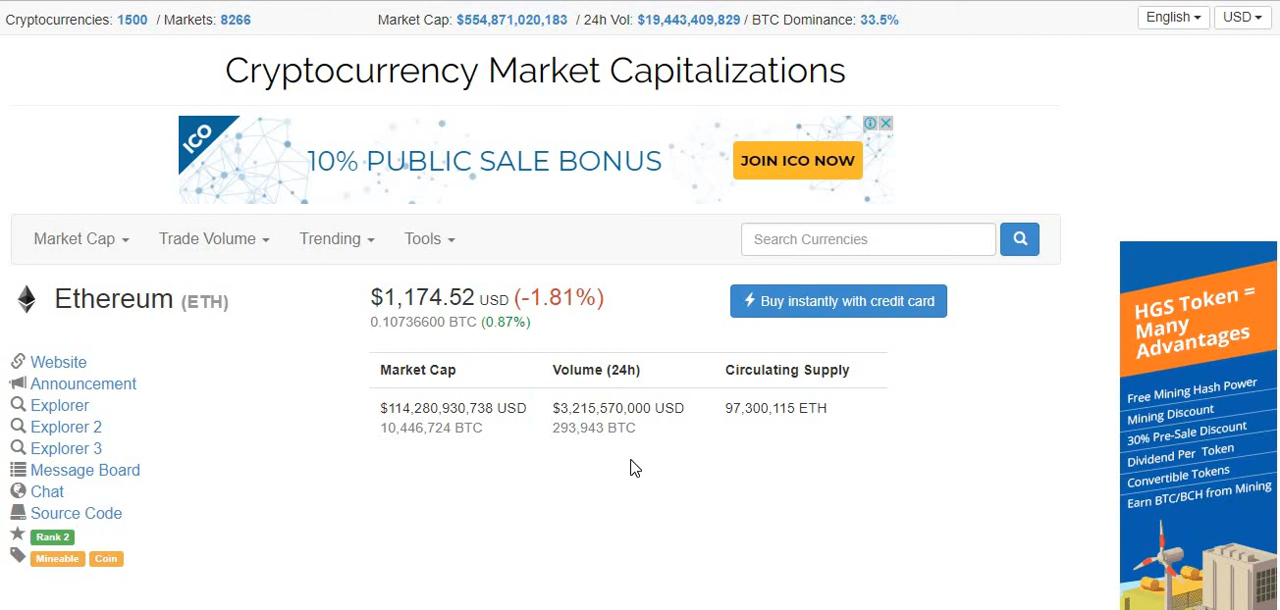 Cryptocurrencies: 1500 / Markets: 8266
Market Cap: $554,871,020,183 / 24h Vol: $19,443,409,829 / BTC Dominance: 33.5%
English
USD
Cryptocurrency Market Capitalizations
ICO
10% PUBLIC SALE BONUS
JOIN ICO NOW
Market Cap
Trade Volume
Trending
Tools
Search Currencies
Ethereum (ETH)
$1,174.52 USD (-1.81%)
0.10736600 BTC (0.87%)
Buy instantly with credit card
Website
Announcement
Explorer
Explorer 2
Explorer 3
Message Board
Chat
Source Code
Rank 2
Mineable
Coin
Market Cap
Volume (24h)
Circulating Supply
$114,280,930,738 USD
$3,215,570,000 USD
97,300,115 ETH
10,446,724 BTC
293,943 BTC
HGS Token =
Many
Advantages
Free Mining Hash Power
Mining Discount
30% Pre-Sale Discount
Dividend Per Token
Convertible Tokens
Earn BTC/BCH from Mining